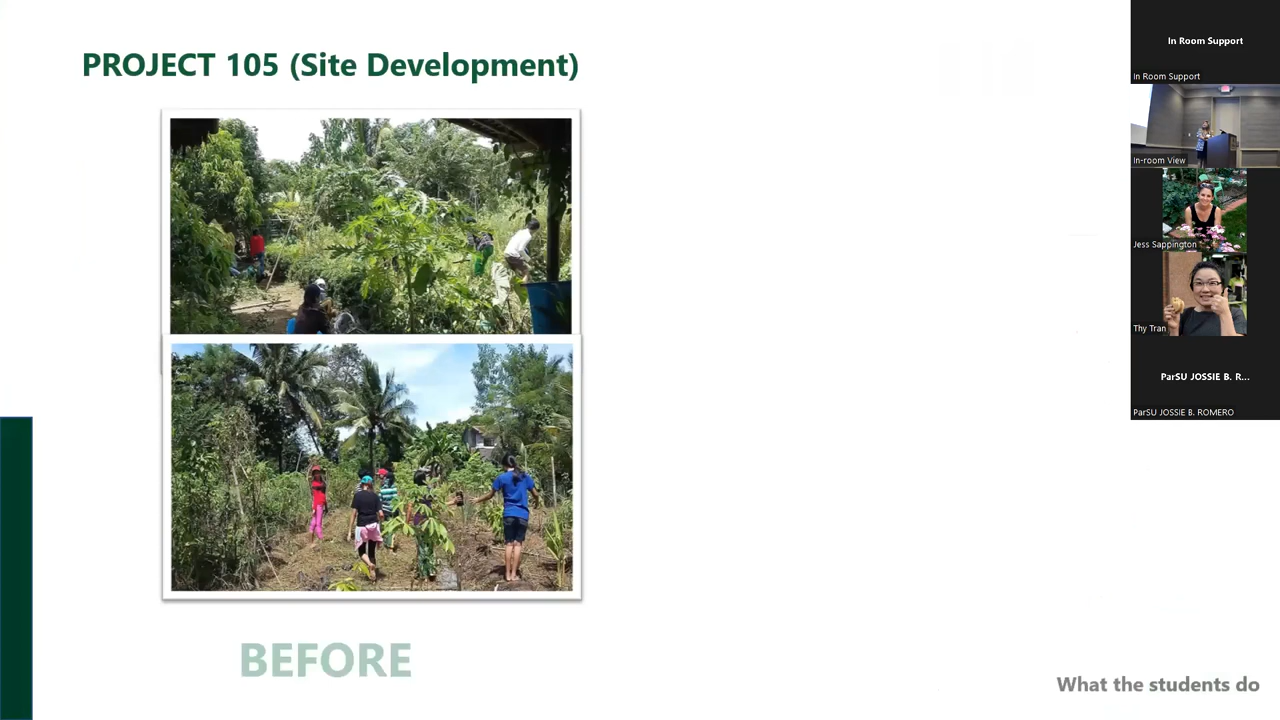 PROJECT 105 (Site Development)
BEFORE
What the students do
In Room Support
In Room Support
In-room View
Jess Sappington
Thy Tran
ParSU JOSSIE B. R...
ParSU JOSSIE B. ROMERO